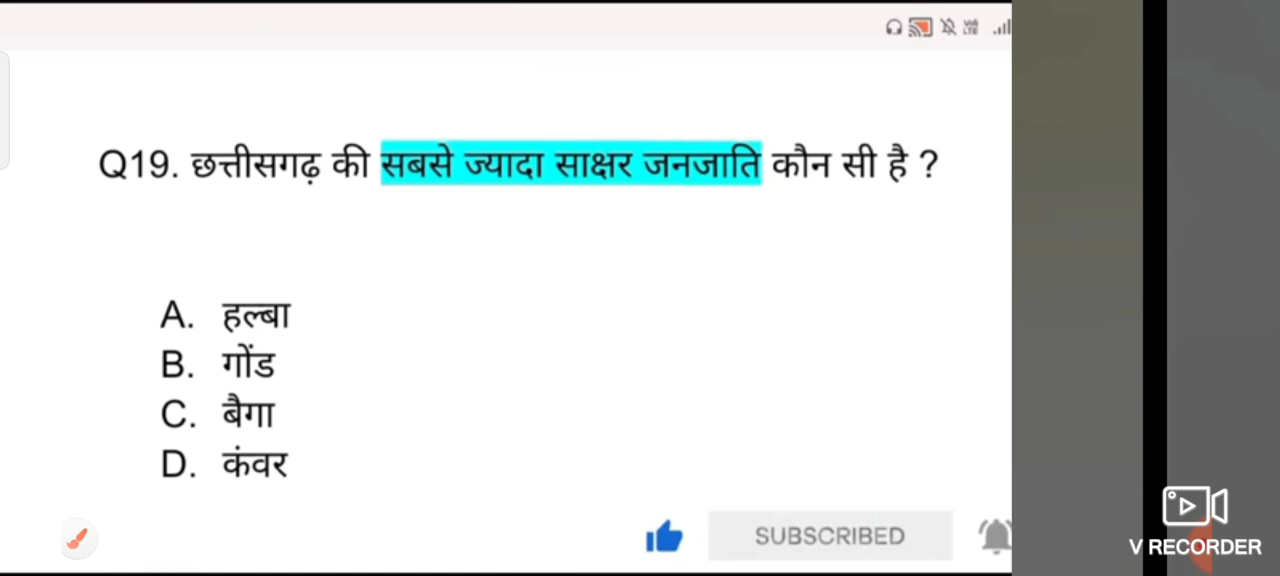 Q19. छत्तीसगढ़ की सबसे ज्यादा साक्षर जनजाति कौन सी है ?
A. हल्बा
B. गोंड
C. बैगा
D. कंवर
SUBSCRIBED
V RECORDER